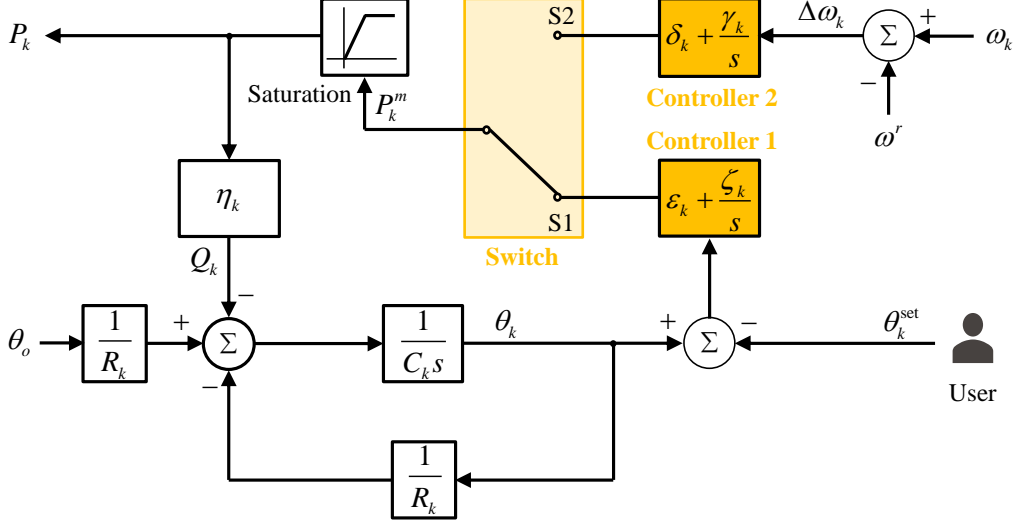 S2
P_k
δ_k + γ_k / s
Δω_k
Σ
+
ω_k
−
Saturation
P_k^m
Controller 2
ω^r
Controller 1
η_k
ε_k + ζ_k / s
S1
Switch
Q_k
−
θ_o
1 / R_k
+
Σ
−
1 / C_k s
θ_k
+
Σ
−
θ_k^set
User
1 / R_k